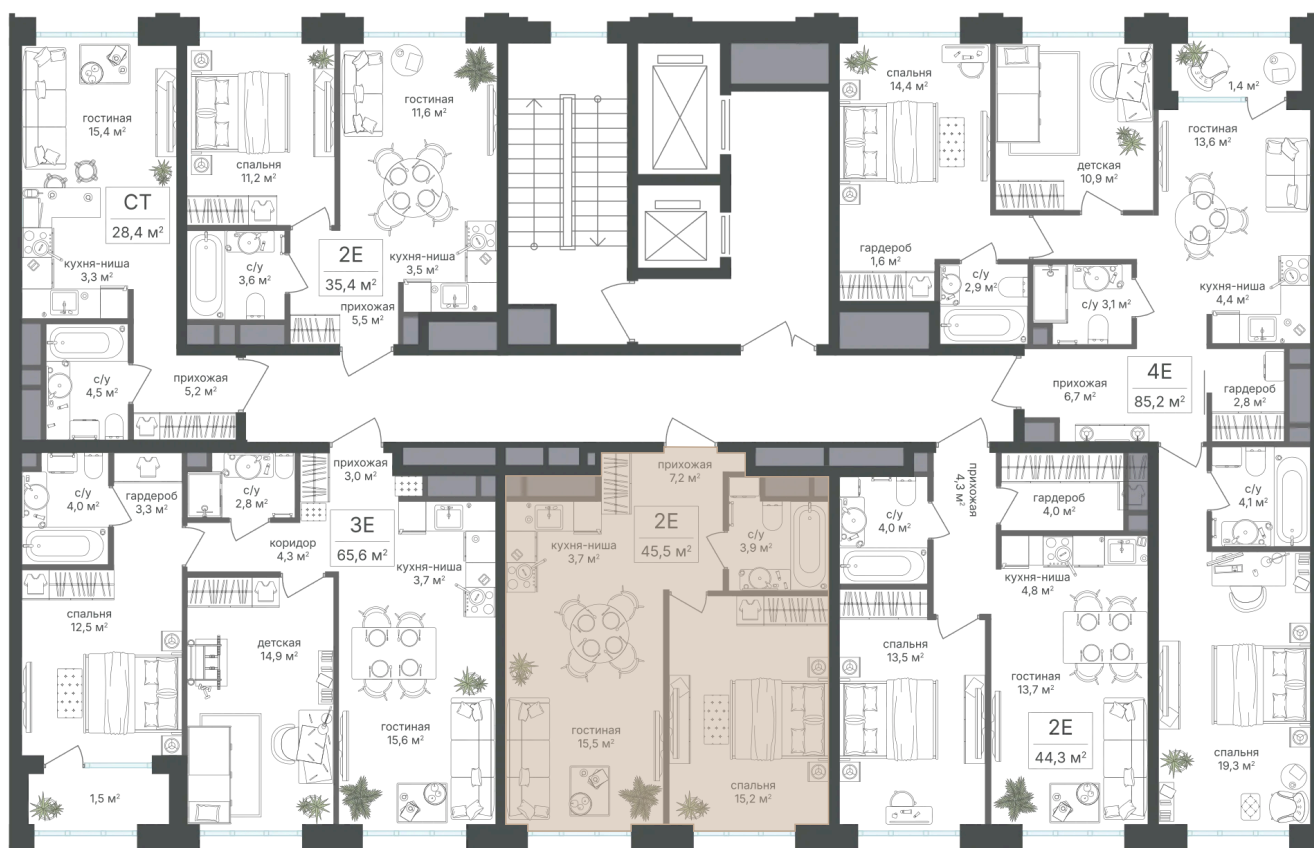 гостиная
15,4 м²
СТ
28,4 м²
кухня-ниша
3,3 м²
с/у
4,5 м²
прихожая
5,2 м²
спальня
11,2 м²
гостиная
11,6 м²
с/у
3,6 м²
2Е
35,4 м²
кухня-ниша
3,5 м²
прихожая
5,5 м²
спальня
14,4 м²
гардероб
1,6 м²
с/у
2,9 м²
детская
10,9 м²
с/у 3,1 м²
1,4 м²
гостиная
13,6 м²
кухня-ниша
4,4 м²
прихожая
6,7 м²
4Е
85,2 м²
гардероб
2,8 м²
с/у
4,0 м²
гардероб
3,3 м²
с/у
2,8 м²
прихожая
3,0 м²
коридор
4,3 м²
3Е
65,6 м²
кухня-ниша
3,7 м²
спальня
12,5 м²
детская
14,9 м²
гостиная
15,6 м²
1,5 м²
прихожая
7,2 м²
2Е
45,5 м²
кухня-ниша
3,7 м²
с/у
3,9 м²
гостиная
15,5 м²
спальня
15,2 м²
с/у
4,0 м²
прихожая
4,3 м²
гардероб
4,0 м²
кухня-ниша
4,8 м²
спальня
13,5 м²
гостиная
13,7 м²
2Е
44,3 м²
с/у
4,1 м²
спальня
19,3 м²